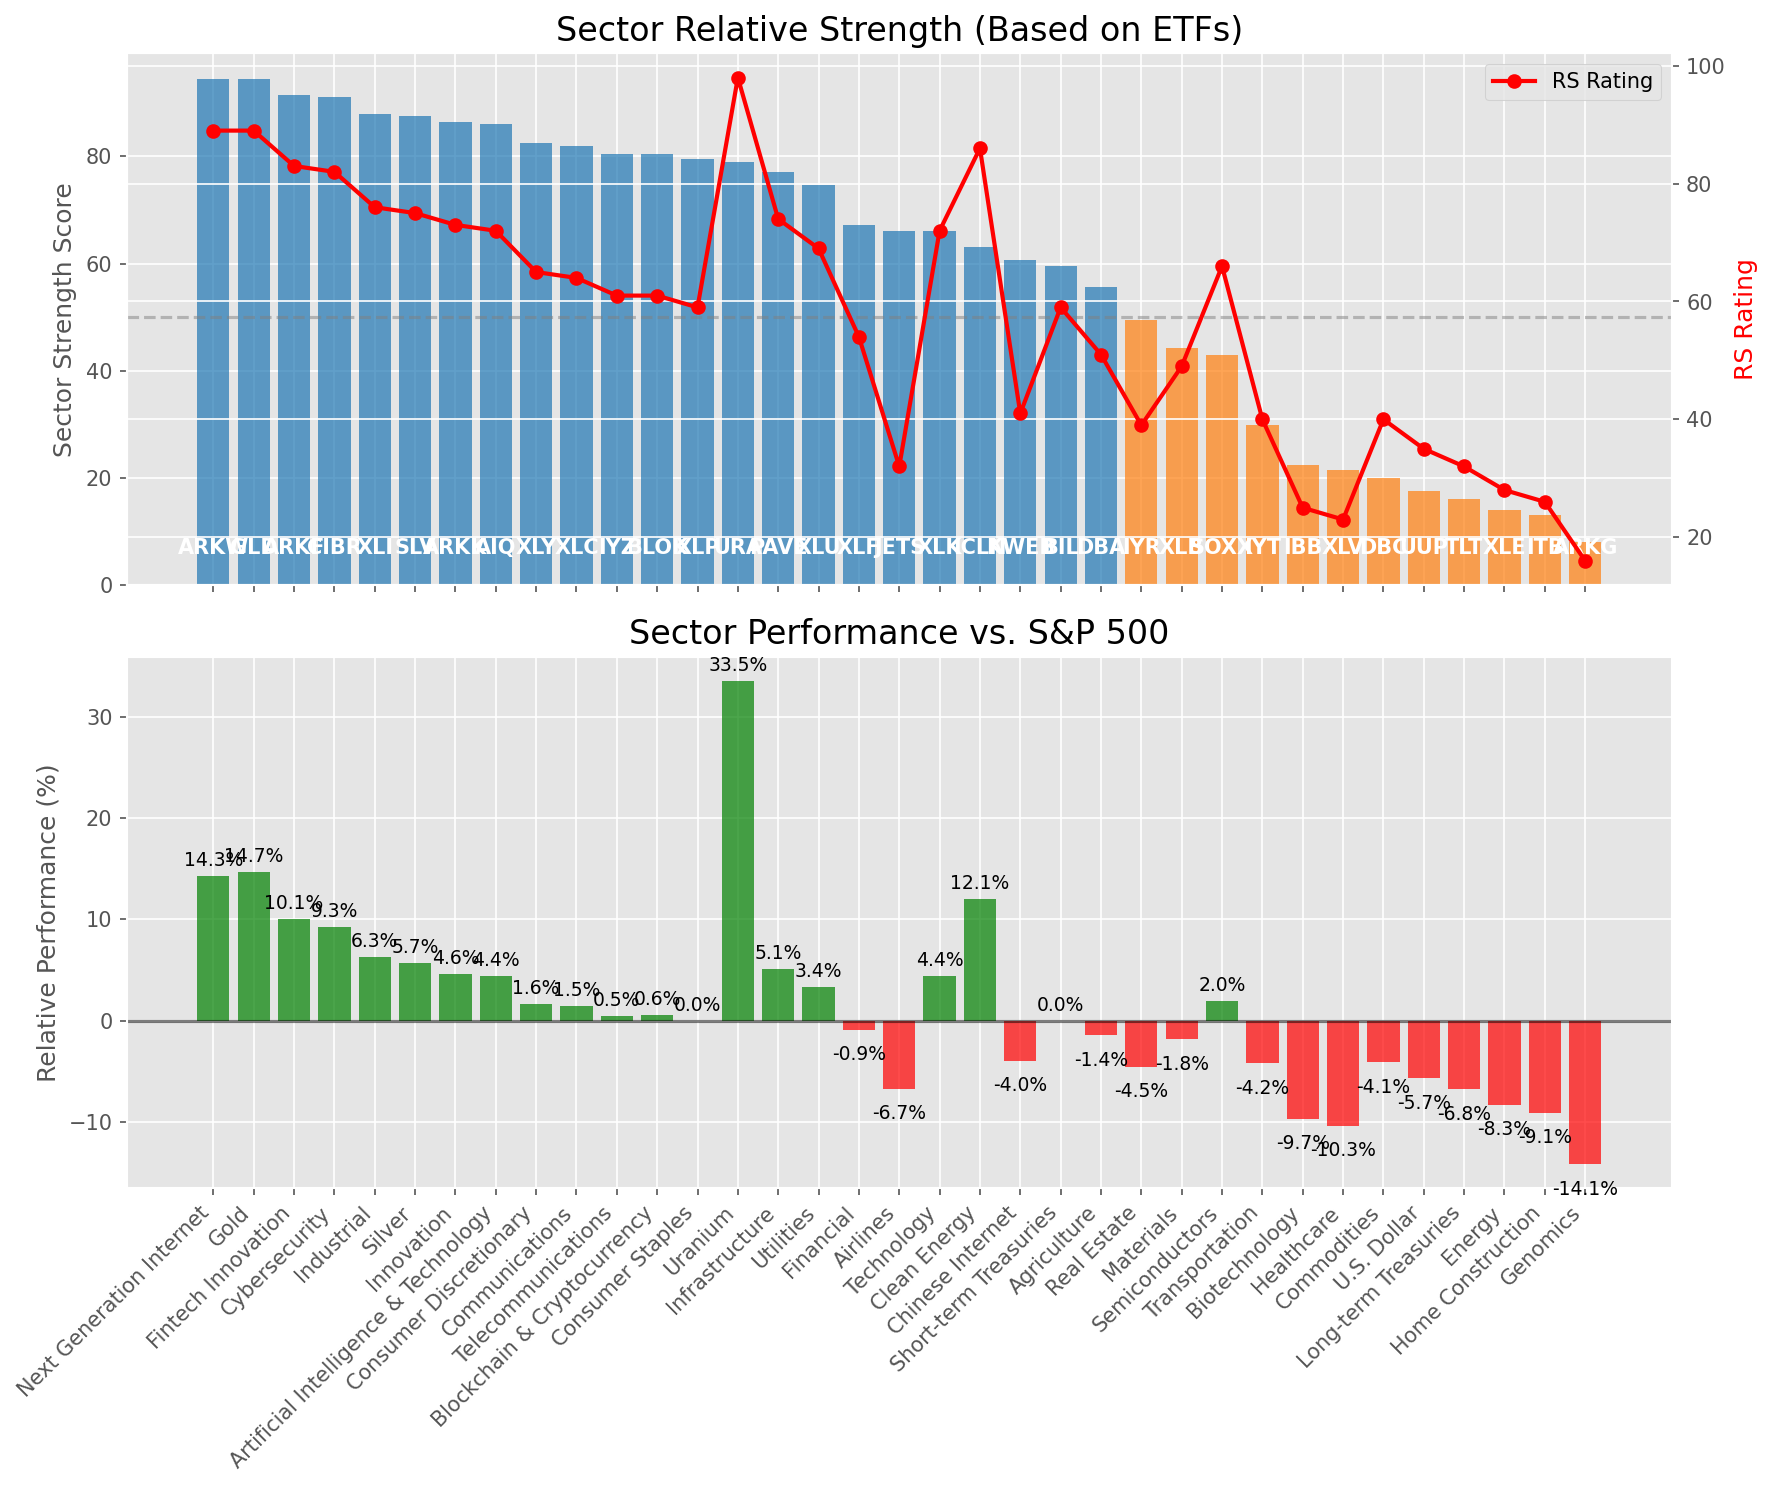 Sector Relative Strength (Based on ETFs)
Sector Strength Score
80
60
40
20
0
RS Rating
100
80
60
40
20
RS Rating
ARKW GLD ARKF CIBR XLI SLV ARKK AIQ XLY XLC IYZ BLOK XLP URA PAVE XLU XLF JETS XLK ICLN KWEB BIL DBA IYR XLB SOXX IYT IBB XLV DBC UUP TLT XLE ITB ARKG
Sector Performance vs. S&P 500
Relative Performance (%)
30
20
10
0
−10
14.3% 14.7% 10.1% 9.3% 6.3% 5.7% 4.6% 4.4% 1.6% 1.5% 0.5% 0.6% 0.0% 33.5% 5.1% 3.4% -0.9% -6.7% 4.4% 12.1% -4.0% 0.0% -1.4% -4.5% -1.8% 2.0% -4.2% -9.7% -10.3% -4.1% -5.7% -6.8% -8.3% -9.1% -14.1%
Next Generation Internet
Gold
Fintech Innovation
Cybersecurity
Industrial
Silver
Innovation
Artificial Intelligence & Technology
Consumer Discretionary
Communications
Telecommunications
Blockchain & Cryptocurrency
Consumer Staples
Uranium
Infrastructure
Utilities
Financial
Airlines
Technology
Clean Energy
Chinese Internet
Short-term Treasuries
Agriculture
Real Estate
Materials
Semiconductors
Transportation
Biotechnology
Healthcare
Commodities
U.S. Dollar
Long-term Treasuries
Energy
Home Construction
Genomics